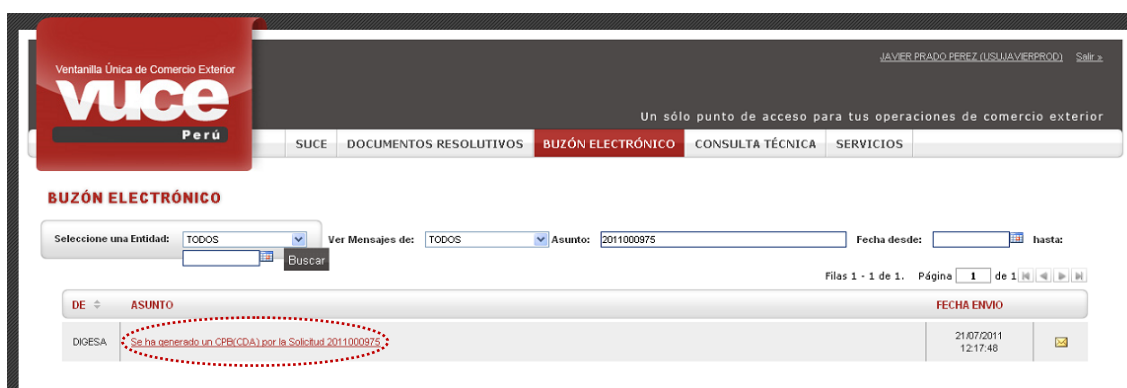 JAVIER PRADO PEREZ (USUJAVIERPROD) Salir »
Ventanilla Única de Comercio Exterior
vuce
Perú
Un sólo punto de acceso para tus operaciones de comercio exterior
SUCE DOCUMENTOS RESOLUTIVOS BUZÓN ELECTRÓNICO CONSULTA TÉCNICA SERVICIOS
BUZÓN ELECTRÓNICO
Seleccione una Entidad: TODOS Ver Mensajes de: TODOS Asunto: 2011000975 Fecha desde: hasta:
Buscar
Filas 1 - 1 de 1. Página 1 de 1
DE ASUNTO FECHA ENVIO
DIGESA Se ha generado un CPB(CDA) por la Solicitud 2011000975 21/07/2011
12:17:48